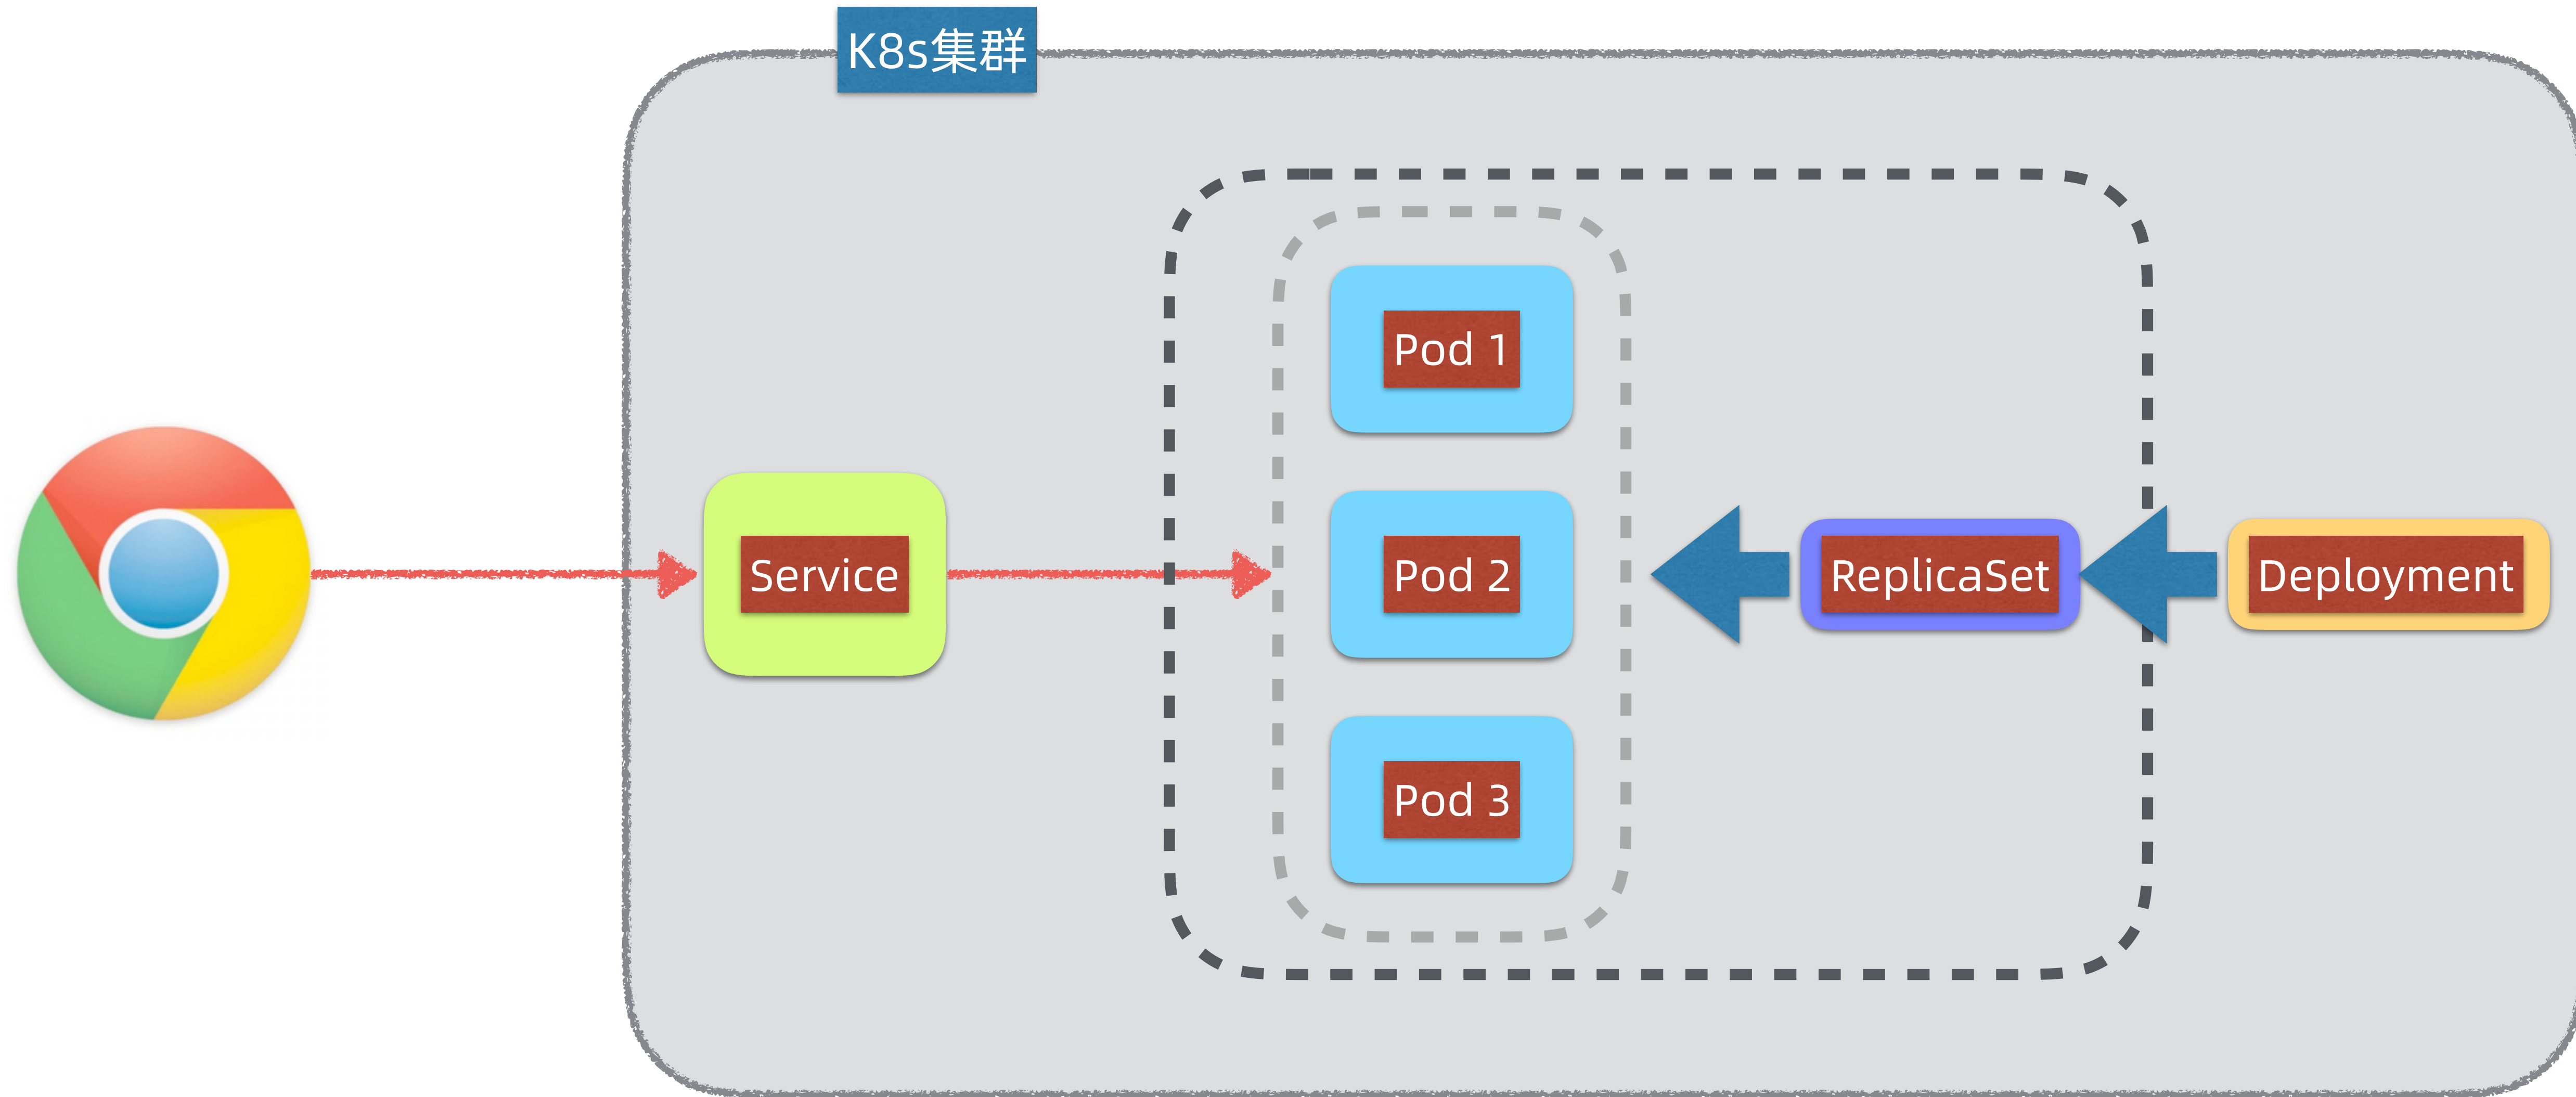 K8s集群
Pod 1
Service
Pod 2
ReplicaSet
Deployment
Pod 3